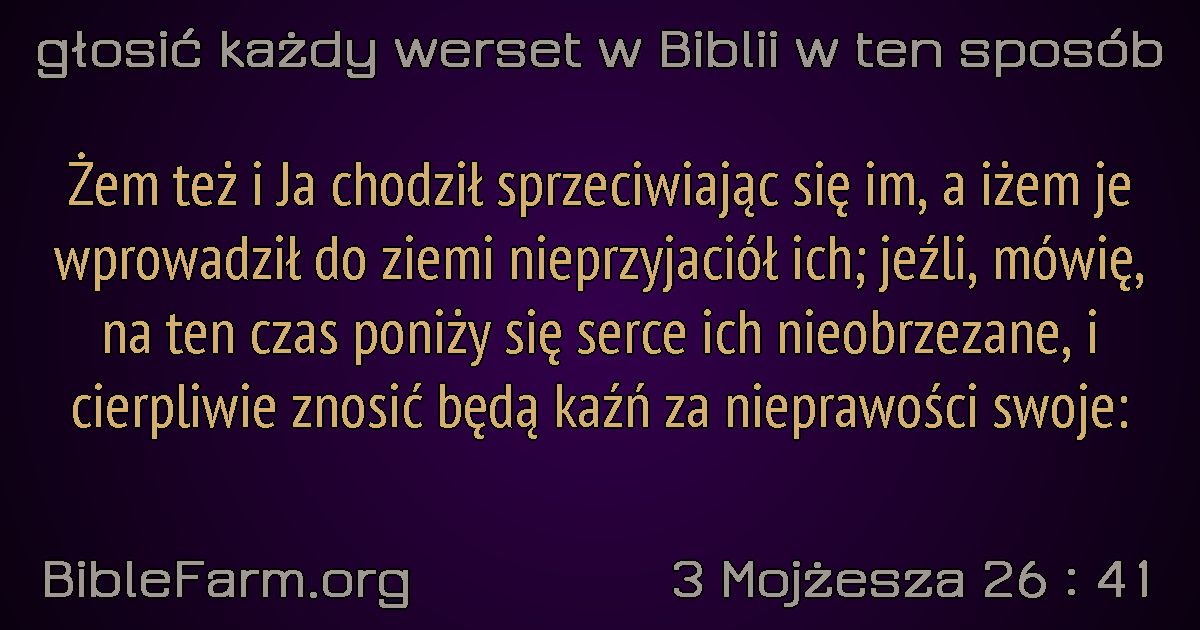 głosić każdy werset w Biblii w ten sposób
Żem też i Ja chodził sprzeciwiając się im, a iżem je
wprowadził do ziemi nieprzyjaciół ich; jeźli, mówię,
na ten czas poniży się serce ich nieobrzezane, i
cierpliwie znosić będą kaźń za nieprawości swoje:
BibleFarm.org
3 Mojżesza 26 : 41